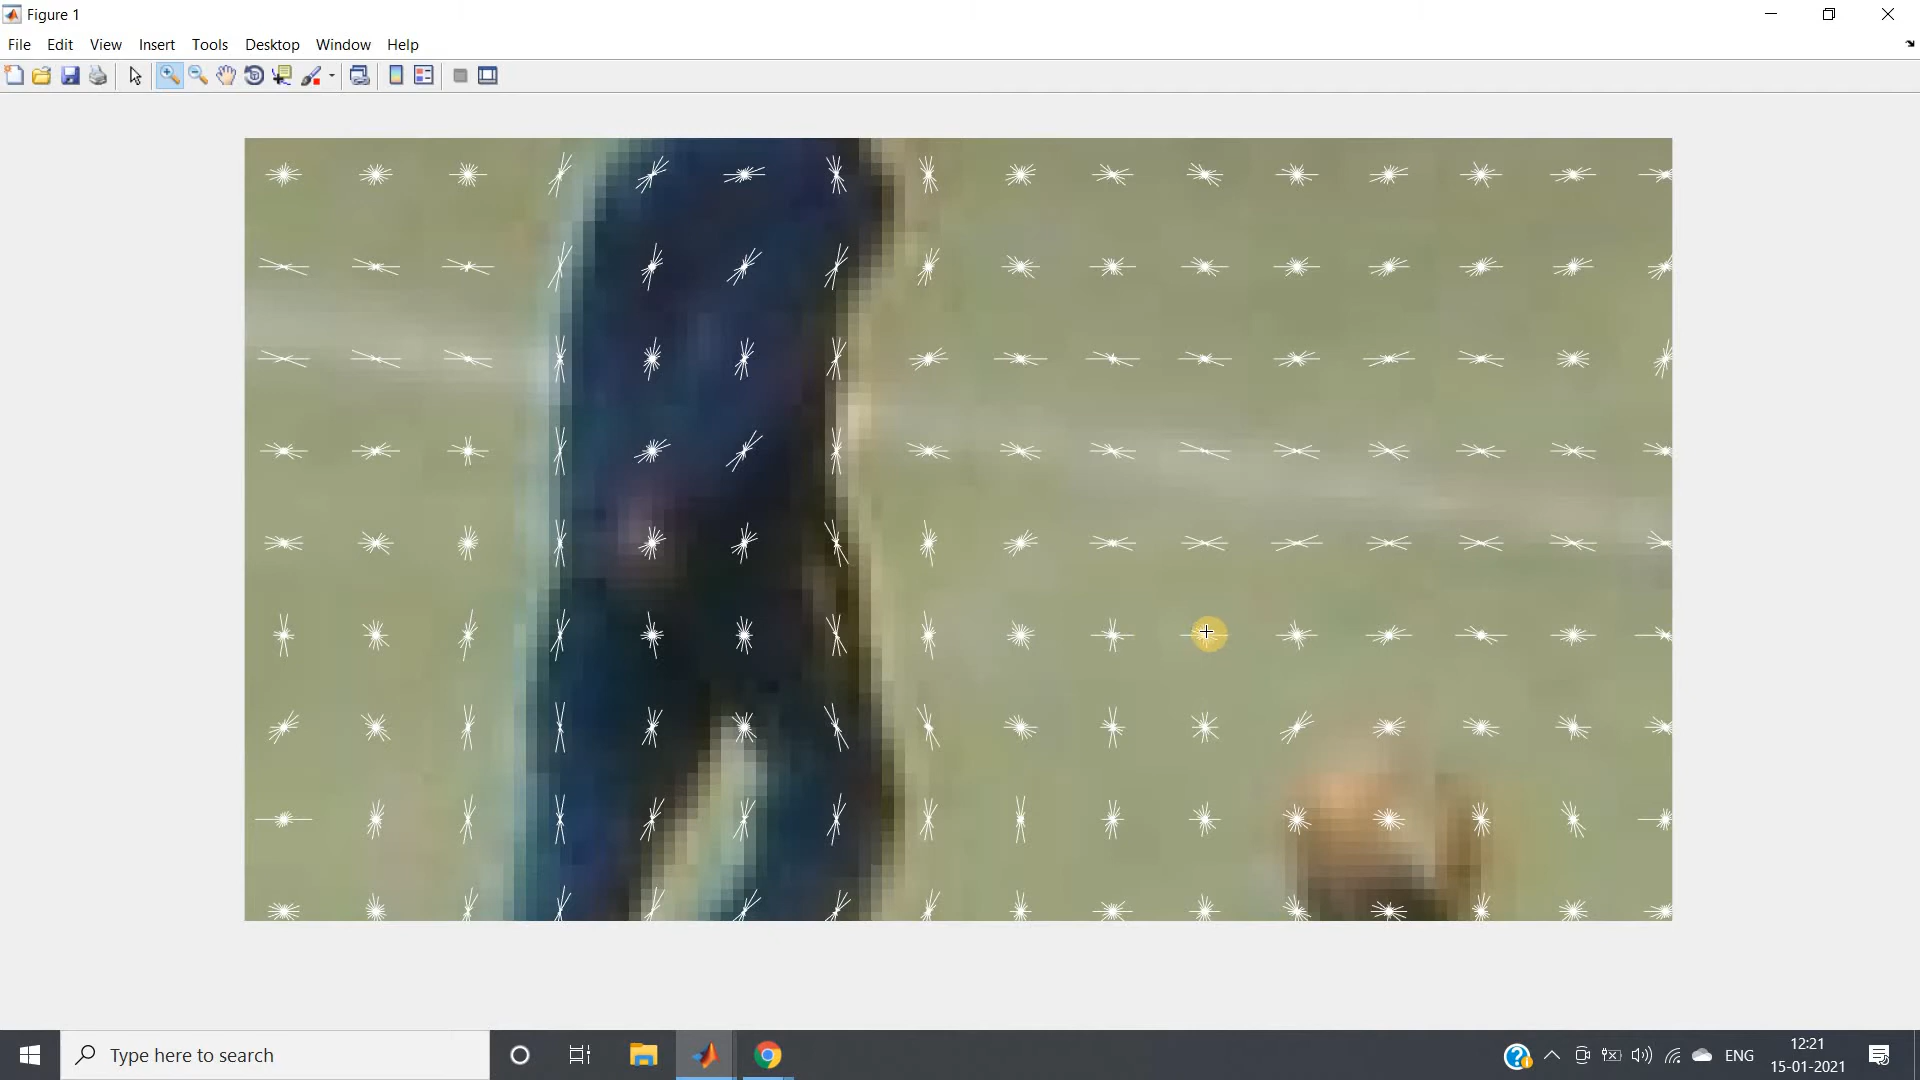 Figure 1
File Edit View Insert Tools Desktop Window Help
Type here to search
ENG
12:21
15-01-2021